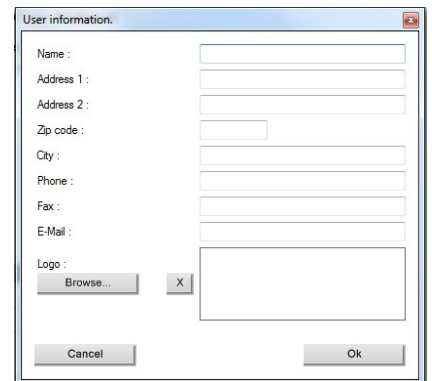 User information.
Name :
Address 1 :
Address 2 :
Zip code :
City :
Phone :
Fax :
E-Mail :
Logo :
Browse... X
Cancel Ok